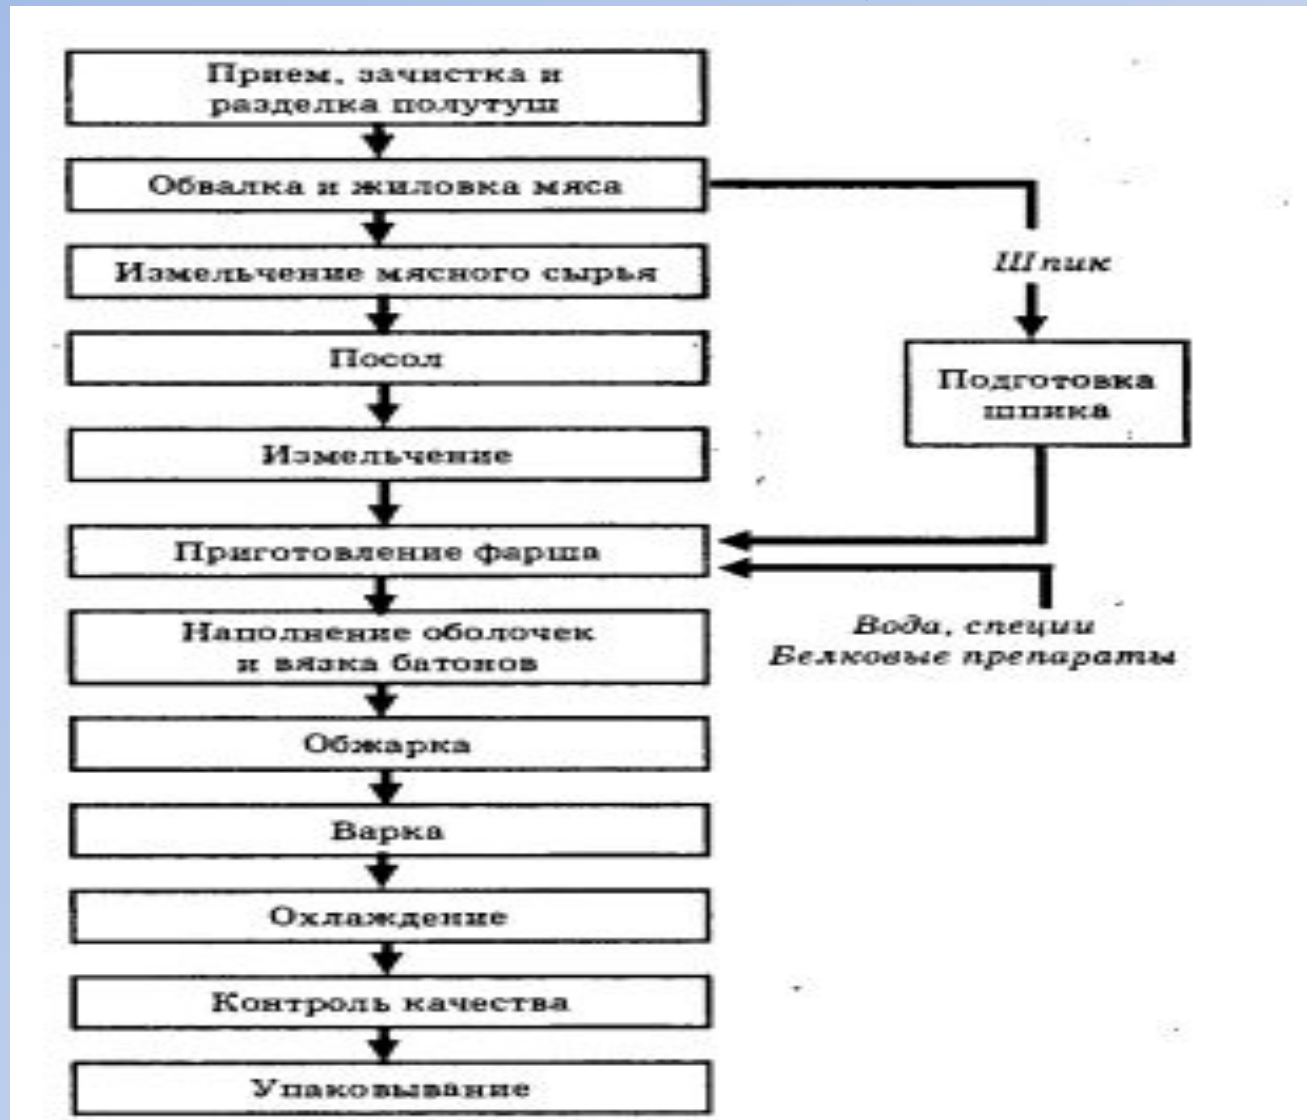 Прием, зачистка и
разделка полутуш
Обвалка и жиловка мяса
Измельчение мясного сырья
Шпик
Посол
Подготовка
шпика
Измельчение
Приготовление фарша
Наполнение оболочек
и вязка батонов
Вода, специи
Белковые препараты
Обжарка
Варка
Охлаждение
Контроль качества
Упаковывание